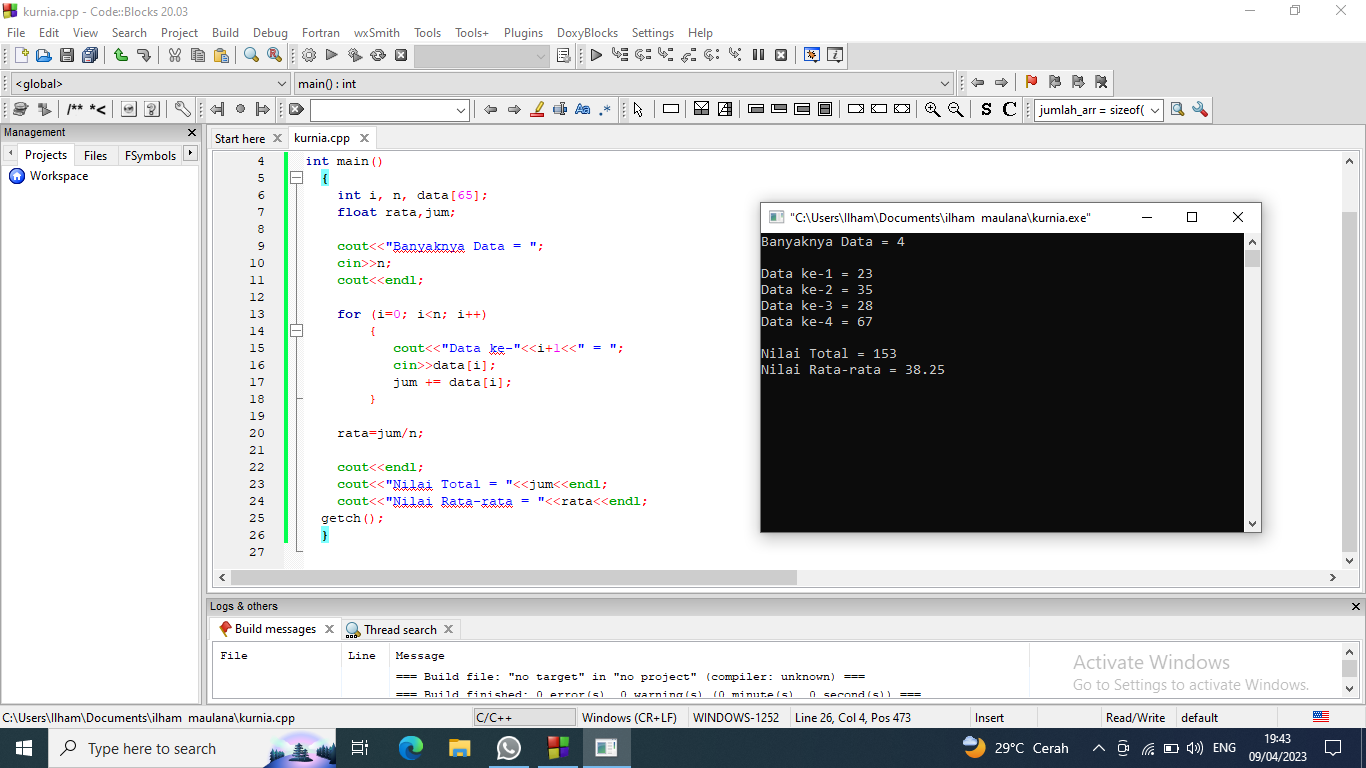 kurnia.cpp - Code::Blocks 20.03
File Edit View Search Project Build Debug Fortran wxSmith Tools Tools+ Plugins DoxyBlocks Settings Help
<global> main() : int
/** *< Aa .* S C jumlah_arr = sizeof(
Management
Projects Files FSymbols
Workspace
Start here kurnia.cpp
4 int main()
5 {
6 int i, n, data[65];
7 float rata,jum;
8
9 cout<<"Banyaknya Data = ";
10 cin>>n;
11 cout<<endl;
12
13 for (i=0; i<n; i++)
14 {
15 cout<<"Data ke-"<<i+1<<" = ";
16 cin>>data[i];
17 jum += data[i];
18 }
19
20 rata=jum/n;
21
22 cout<<endl;
23 cout<<"Nilai Total = "<<jum<<endl;
24 cout<<"Nilai Rata-rata = "<<rata<<endl;
25 getch();
26 }
27
"C:\Users\Ilham\Documents\ilham maulana\kurnia.exe"
Banyaknya Data = 4
Data ke-1 = 23
Data ke-2 = 35
Data ke-3 = 28
Data ke-4 = 67
Nilai Total = 153
Nilai Rata-rata = 38.25
Logs & others
Build messages Thread search
File Line Message
=== Build file: "no target" in "no project" (compiler: unknown) ===
=== Build finished: 0 error(s), 0 warning(s) (0 minute(s), 0 second(s)) ===
Activate Windows
Go to Settings to activate Windows.
C:\Users\Ilham\Documents\ilham maulana\kurnia.cpp C/C++ Windows (CR+LF) WINDOWS-1252 Line 26, Col 4, Pos 473 Insert Read/Write default
Type here to search
29°C Cerah ENG
19:43
09/04/2023